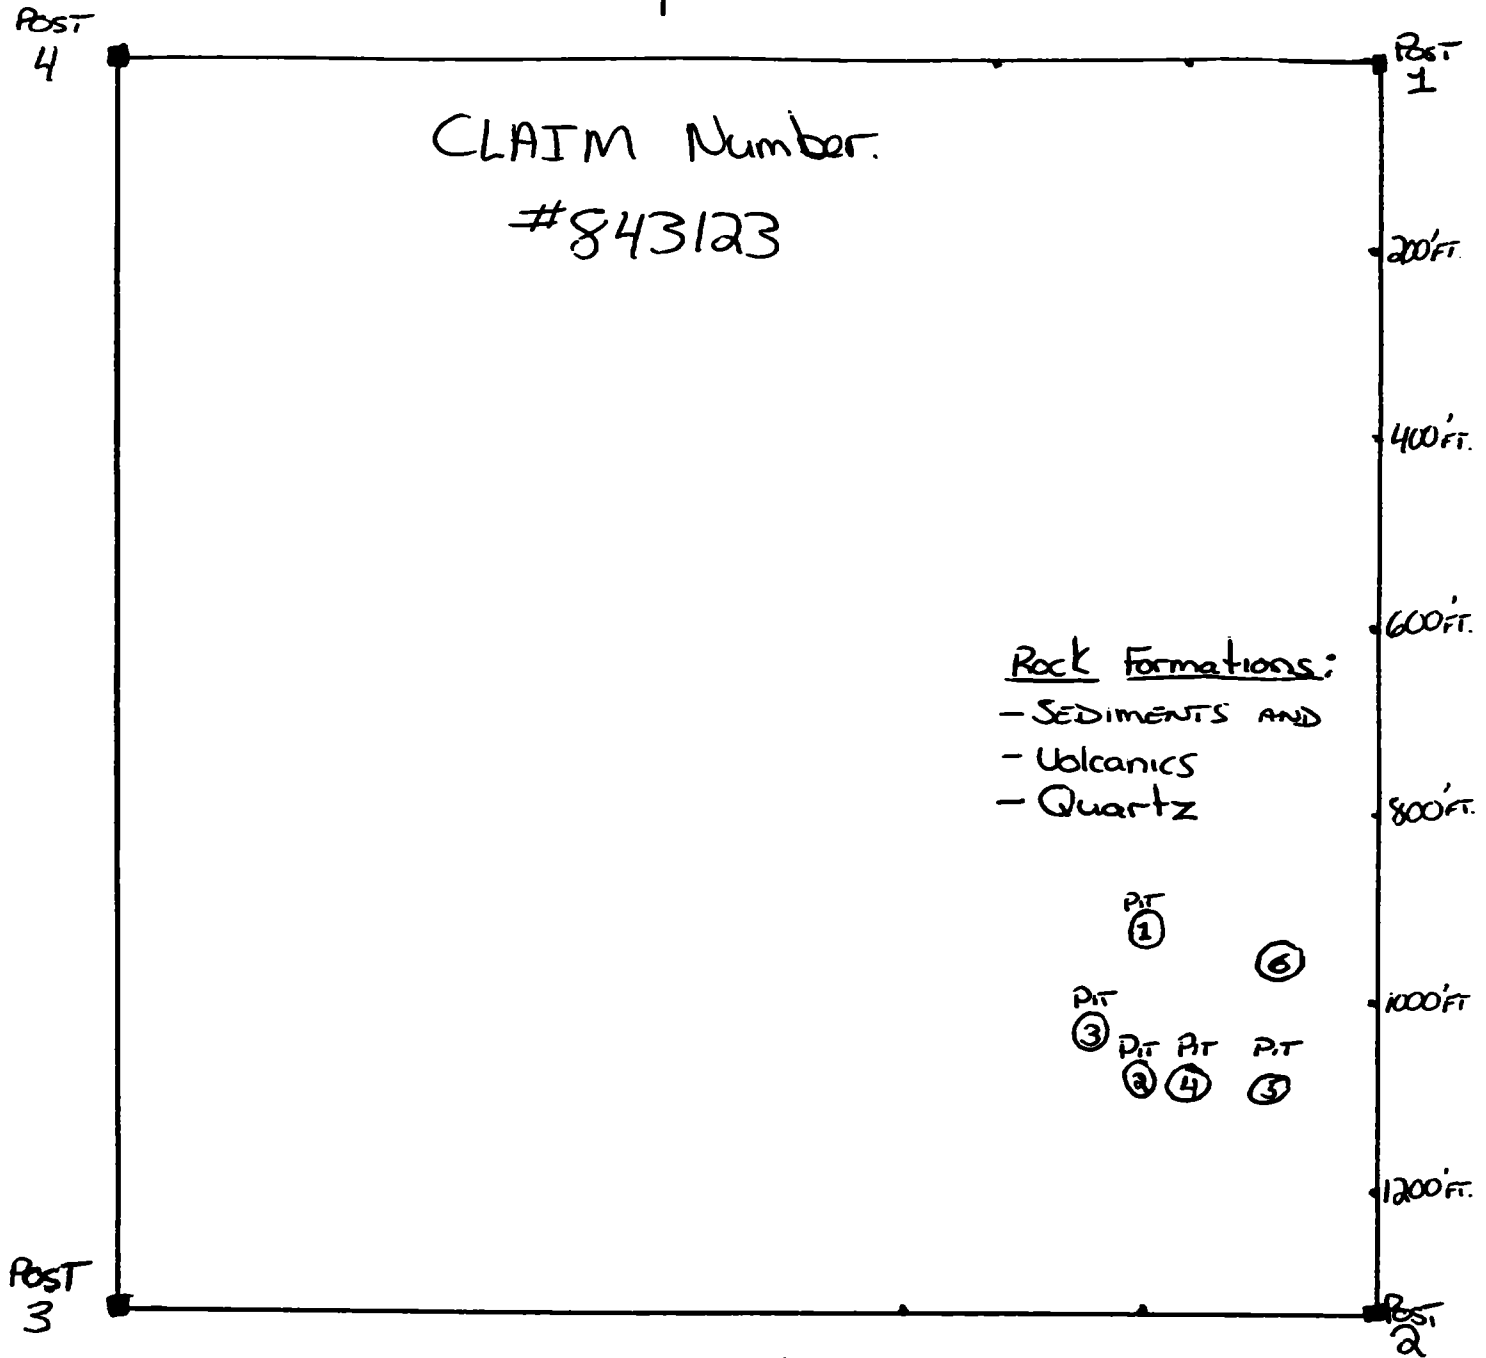 POST
4
POST
1
CLAIM Number.
#843123
200'FT.
400'FT.
600'FT.
Rock Formations:
- SEDIMENTS AND
- Volcanics
- Quartz
800'FT.
PIT
1
6
PIT
3
1000'FT
PIT PIT PIT
2 4 5
1200'FT.
POST
3
POST
2